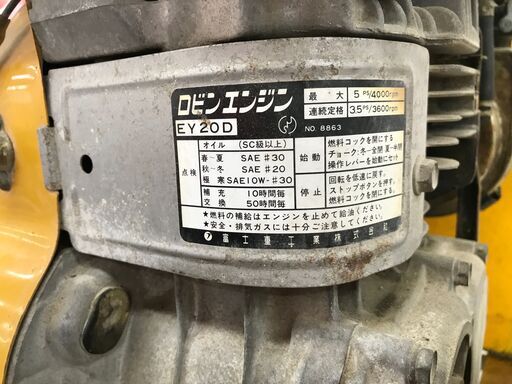 ロビンエンジン
EY20D
最大 5PS/4000rpm
連続定格 3.5PS/3600rpm
NO. 8863
点検
オイル (SC級以上)
春～夏 SAE #30
秋～冬 SAE #20
極寒 SAE10W-#30
補充 10時間毎
交換 50時間毎
始動
燃料コックを開にする
チョーク-冬-全開 夏-半開
操作レバーを始動にセット
停止
回転を低速に戻す。
ストップボタンを押す。
燃料コックを閉にする
★燃料の補給はエンジンを止めて給油ください。
★安全・排気ガスには十分ご注意してください。
富士重工業株式会社